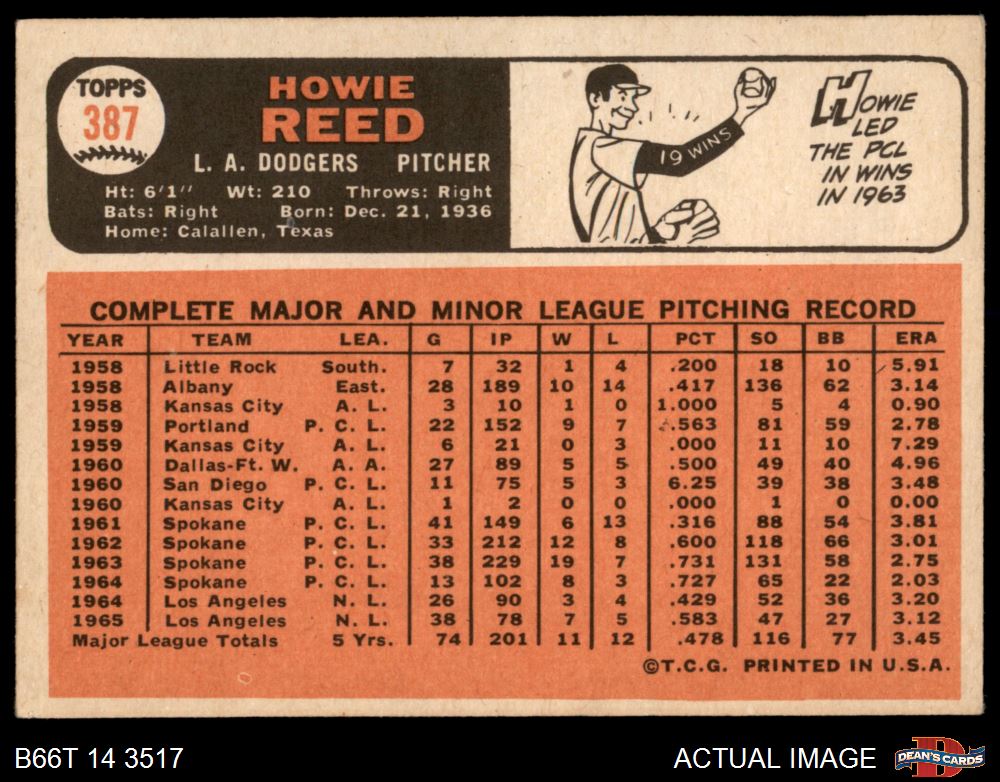 TOPPS
387
HOWIE
REED
L. A. DODGERS PITCHER
Ht: 6'1" Wt: 210 Throws: Right
Bats: Right Born: Dec. 21, 1936
Home: Calallen, Texas
19 WINS
HOWIE
LED
THE PCL
IN WINS
IN 1963
COMPLETE MAJOR AND MINOR LEAGUE PITCHING RECORD
YEAR TEAM LEA. G IP W L PCT SO BB ERA
1958 Little Rock South. 7 32 1 4 .200 18 10 5.91
1958 Albany East. 28 189 10 14 .417 136 62 3.14
1958 Kansas City A. L. 3 10 1 0 1.000 5 4 0.90
1959 Portland P. C. L. 22 152 9 7 .563 81 59 2.78
1959 Kansas City A. L. 6 21 0 3 .000 11 10 7.29
1960 Dallas-Ft. W. A. A. 27 89 5 5 .500 49 40 4.96
1960 San Diego P. C. L. 11 75 5 3 6.25 39 38 3.48
1960 Kansas City A. L. 1 2 0 0 .000 1 0 0.00
1961 Spokane P. C. L. 41 149 6 13 .316 88 54 3.81
1962 Spokane P. C. L. 33 212 12 8 .600 118 66 3.01
1963 Spokane P. C. L. 38 229 19 7 .731 131 58 2.75
1964 Spokane P. C. L. 13 102 8 3 .727 65 22 2.03
1964 Los Angeles N. L. 26 90 3 4 .429 52 36 3.20
1965 Los Angeles N. L. 38 78 7 5 .583 47 27 3.12
Major League Totals 5 Yrs. 74 201 11 12 .478 116 77 3.45
©T.C.G. PRINTED IN U.S.A.
B66T 14 3517 ACTUAL IMAGE
D
DEAN'S CARDS